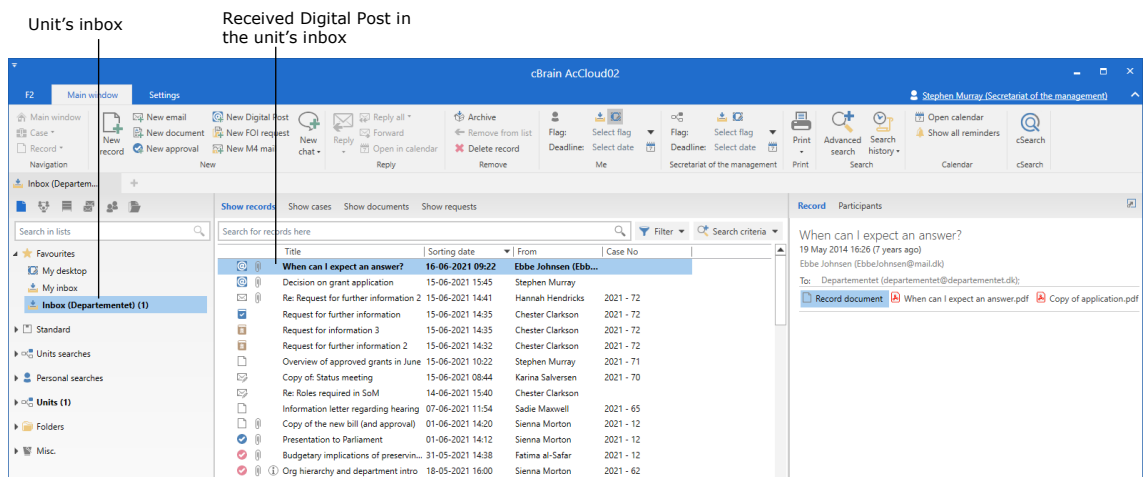 Unit's inbox
Received Digital Post in
the unit's inbox
cBrain AcCloud02
F2 Main window Settings
Stephen Murray (Secretariat of the management)
Main window
Case
Record
Navigation
New record
New email
New document
New approval
New Digital Post
New FOI request
New M4 mail
New
New chat
Reply
Reply all
Forward
Open in calendar
Reply
Archive
Remove from list
Delete record
Remove
Flag: Select flag
Deadline: Select date
Me
Flag: Select flag
Deadline: Select date
Secretariat of the management
Print
Print
Advanced search
Search history
Search
Open calendar
Show all reminders
Calendar
cSearch
cSearch
Inbox (Departem...
Search in lists
Favourites
My desktop
My inbox
Inbox (Departementet) (1)
Standard
Units searches
Personal searches
Units (1)
Folders
Misc.
Show records Show cases Show documents Show requests
Search for records here Filter Search criteria
Title Sorting date From Case No
When can I expect an answer? 16-06-2021 09:22 Ebbe Johnsen (Ebb...
Decision on grant application 15-06-2021 15:45 Stephen Murray
Re: Request for further information 2 15-06-2021 14:41 Hannah Hendricks 2021 - 72
Request for further information 15-06-2021 14:35 Chester Clarkson 2021 - 72
Request for information 3 15-06-2021 14:35 Chester Clarkson 2021 - 72
Request for further information 2 15-06-2021 14:32 Chester Clarkson 2021 - 72
Overview of approved grants in June 15-06-2021 10:22 Stephen Murray 2021 - 71
Copy of: Status meeting 15-06-2021 08:44 Karina Salversen 2021 - 70
Re: Roles required in SoM 14-06-2021 15:40 Chester Clarkson
Information letter regarding hearing 07-06-2021 11:54 Sadie Maxwell 2021 - 65
Copy of the new bill (and approval) 01-06-2021 14:20 Sienna Morton 2021 - 12
Presentation to Parliament 01-06-2021 14:12 Sienna Morton 2021 - 12
Budgetary implications of preservin... 31-05-2021 14:38 Fatima al-Safar 2021 - 12
Org hierarchy and department intro 18-05-2021 16:00 Sienna Morton 2021 - 62
Record Participants
When can I expect an answer?
19 May 2014 16:26 (7 years ago)
Ebbe Johnsen (EbbeJohnsen@mail.dk)
To: Departementet (departementet@departementet.dk);
Record document When can I expect an answer.pdf Copy of application.pdf